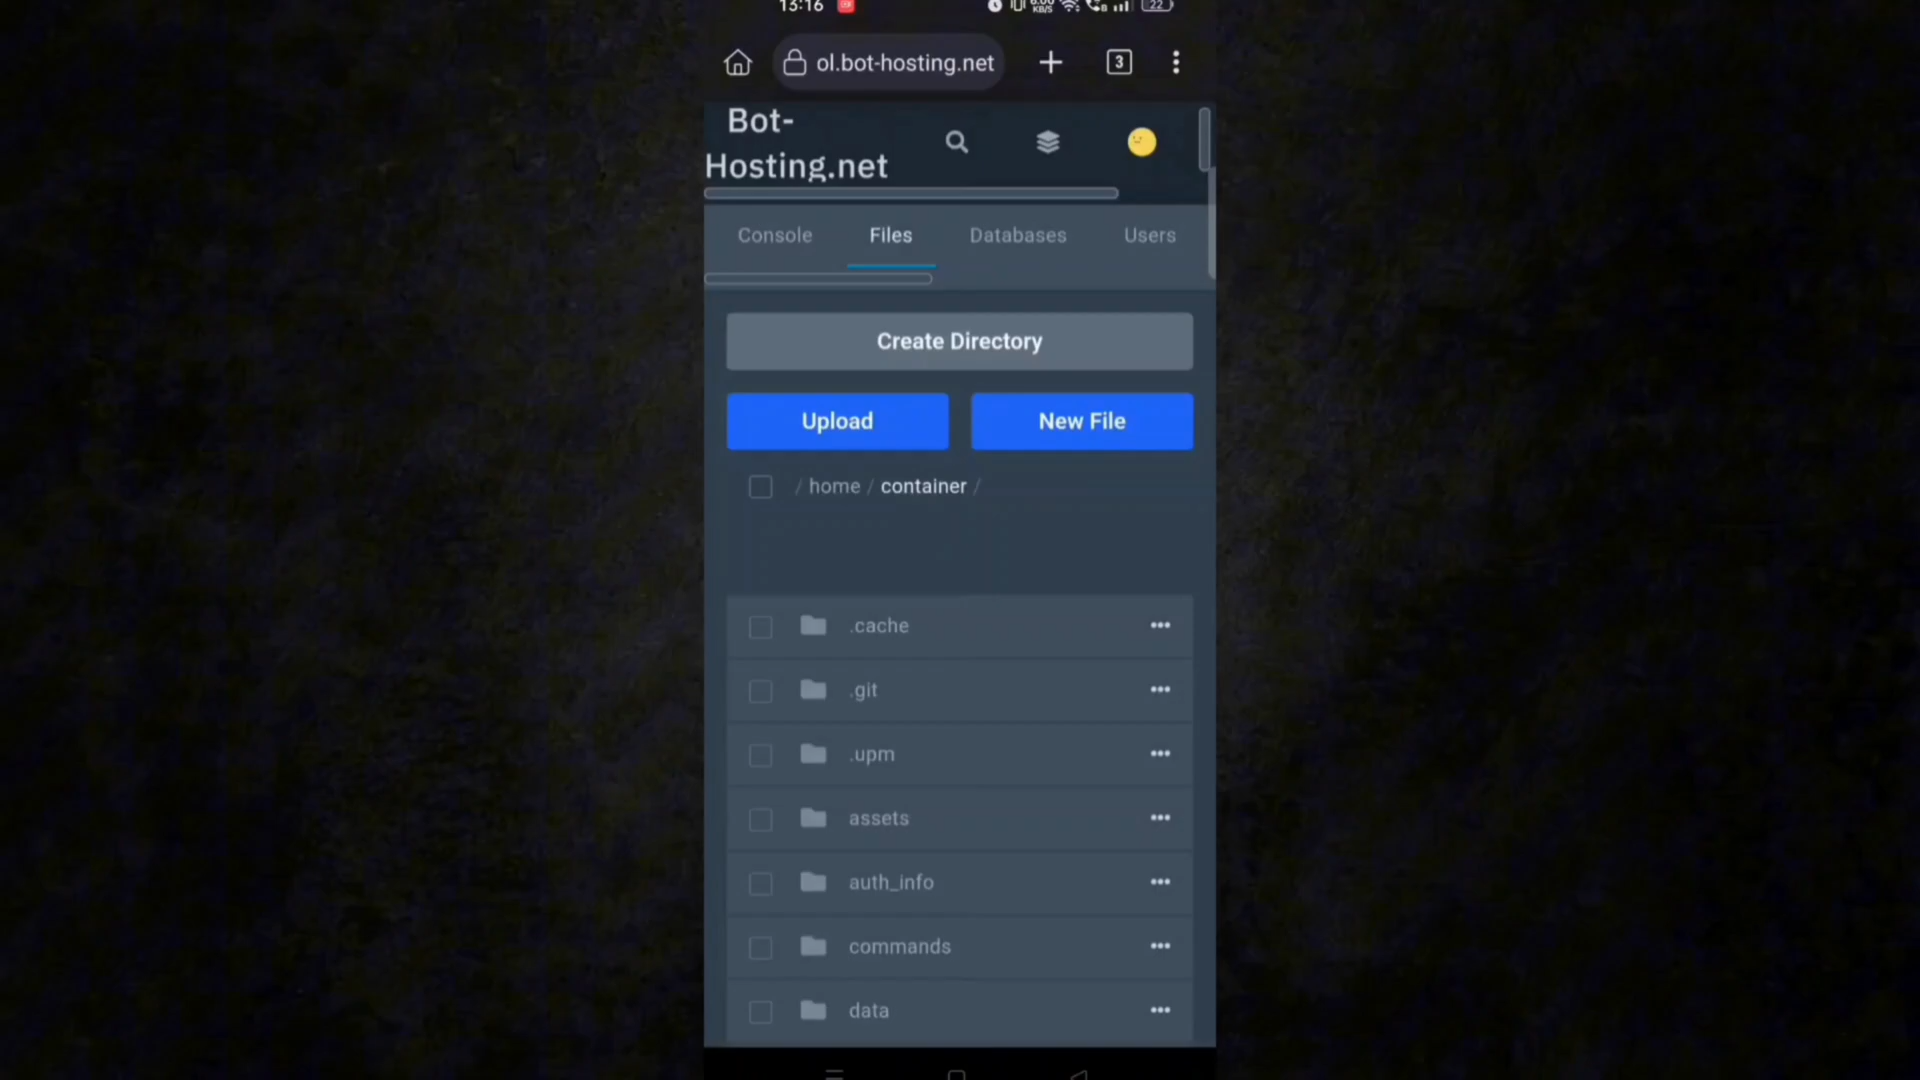 13:16 22
ol.bot-hosting.net 3
Bot-
Hosting.net
Console Files Databases Users
Create Directory
Upload New File
/ home / container /
.cache
.git
.upm
assets
auth_info
commands
data